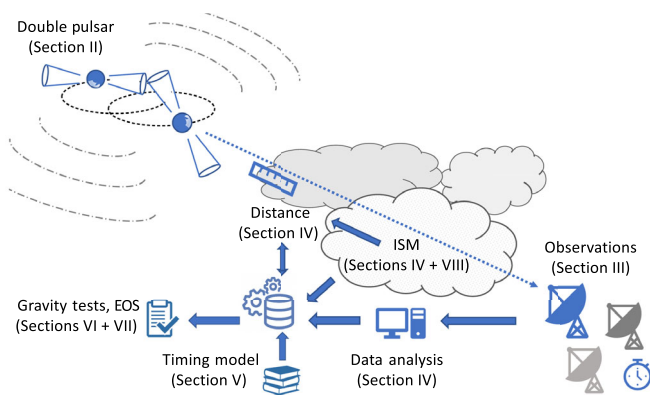 Double pulsar
(Section II)
Distance
(Section IV)
ISM
(Sections IV + VIII)
Observations
(Section III)
Gravity tests, EOS
(Sections VI + VII)
Timing model
(Section V)
Data analysis
(Section IV)